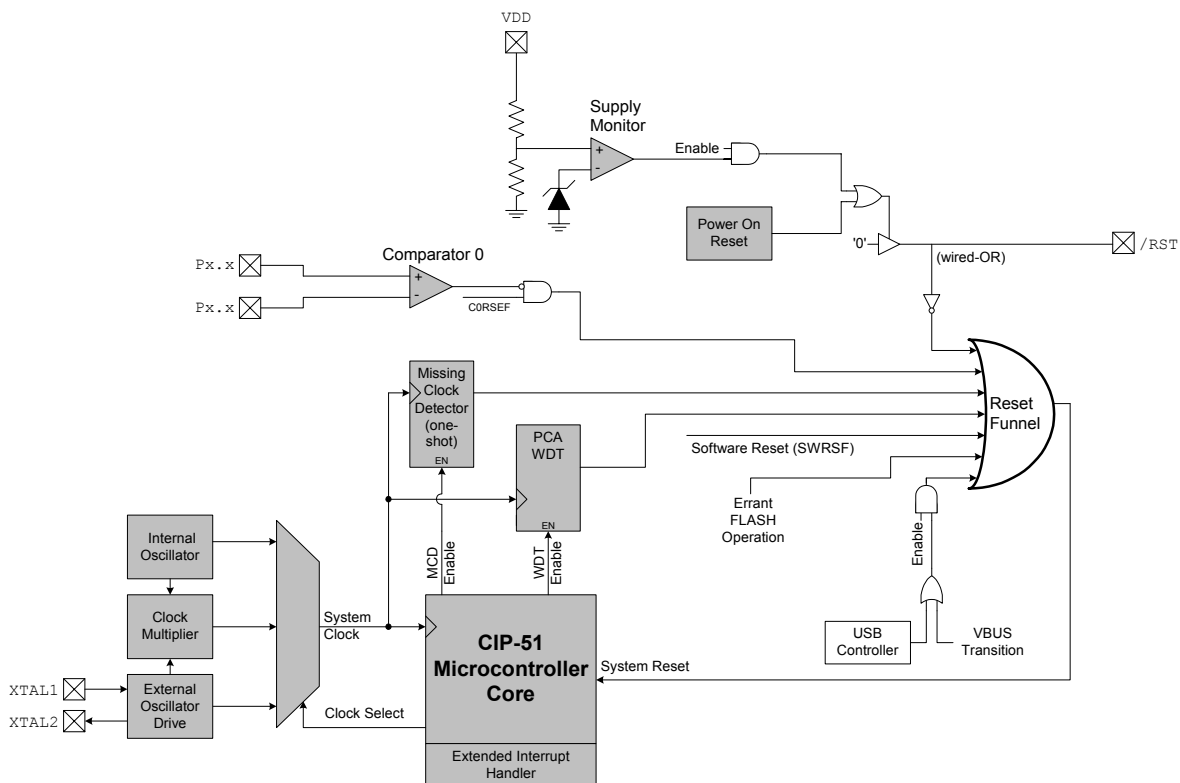 VDD
Supply
Monitor
+
-
Enable
Power On
Reset
'0'
/RST
(wired-OR)
Px.x
Px.x
Comparator 0
+
-
C0RSEF
Missing
Clock
Detector
(one-
shot)
EN
PCA
WDT
EN
Reset
Funnel
Software Reset (SWRSF)
Errant
FLASH
Operation
Enable
Internal
Oscillator
Clock
Multiplier
External
Oscillator
Drive
XTAL1
XTAL2
System
Clock
MCD
Enable
WDT
Enable
CIP-51
Microcontroller
Core
System Reset
Clock Select
Extended Interrupt
Handler
USB
Controller
VBUS
Transition